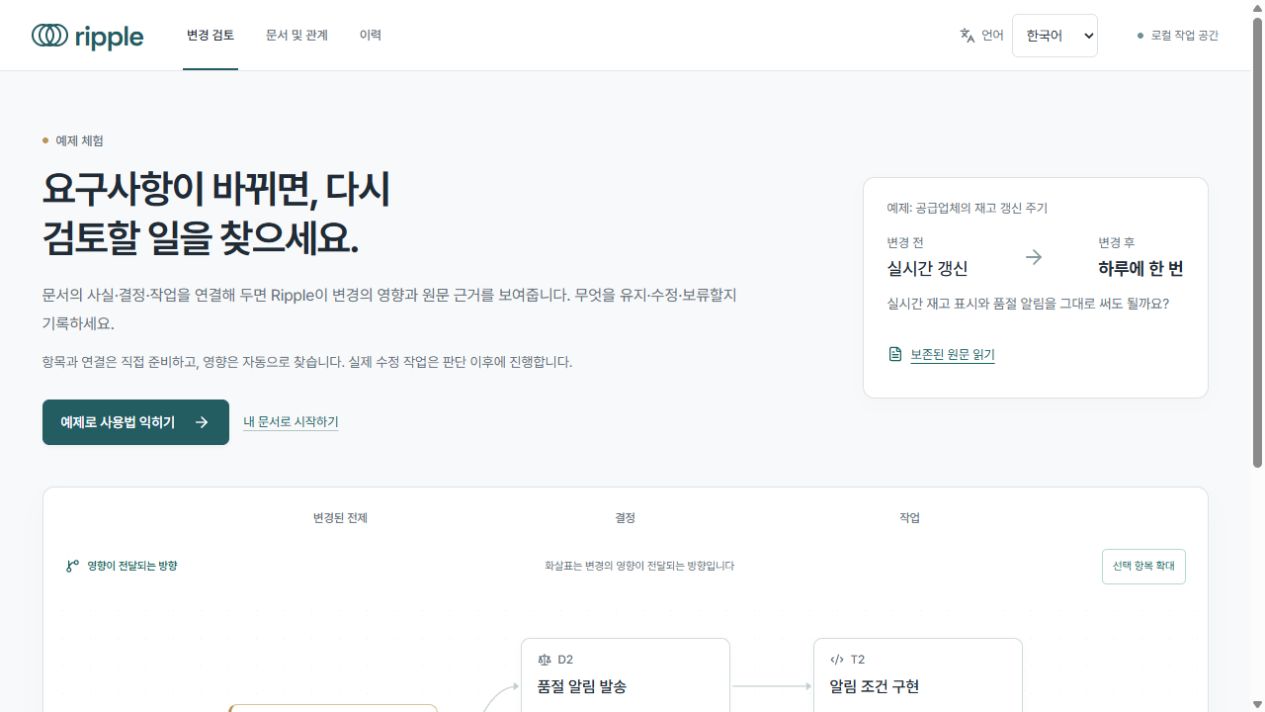 ripple
변경 검토
문서 및 관계
이력
언어
한국어
로컬 작업 공간
예제 체험
요구사항이 바뀌면, 다시
검토할 일을 찾으세요.
문서의 사실·결정·작업을 연결해 두면 Ripple이 변경의 영향과 원문 근거를 보여줍니다. 무엇을 유지·수정·보류할지
기록하세요.
항목과 연결은 직접 준비하고, 영향은 자동으로 찾습니다. 실제 수정 작업은 판단 이후에 진행합니다.
예제로 사용법 익히기
내 문서로 시작하기
예제: 공급업체의 재고 갱신 주기
변경 전
변경 후
실시간 갱신
하루에 한 번
실시간 재고 표시와 품절 알림을 그대로 써도 될까요?
보존된 원문 읽기
변경된 전제
결정
작업
영향이 전달되는 방향
화살표는 변경의 영향이 전달되는 방향입니다
선택 항목 확대
D2
품절 알림 발송
T2
알림 조건 구현